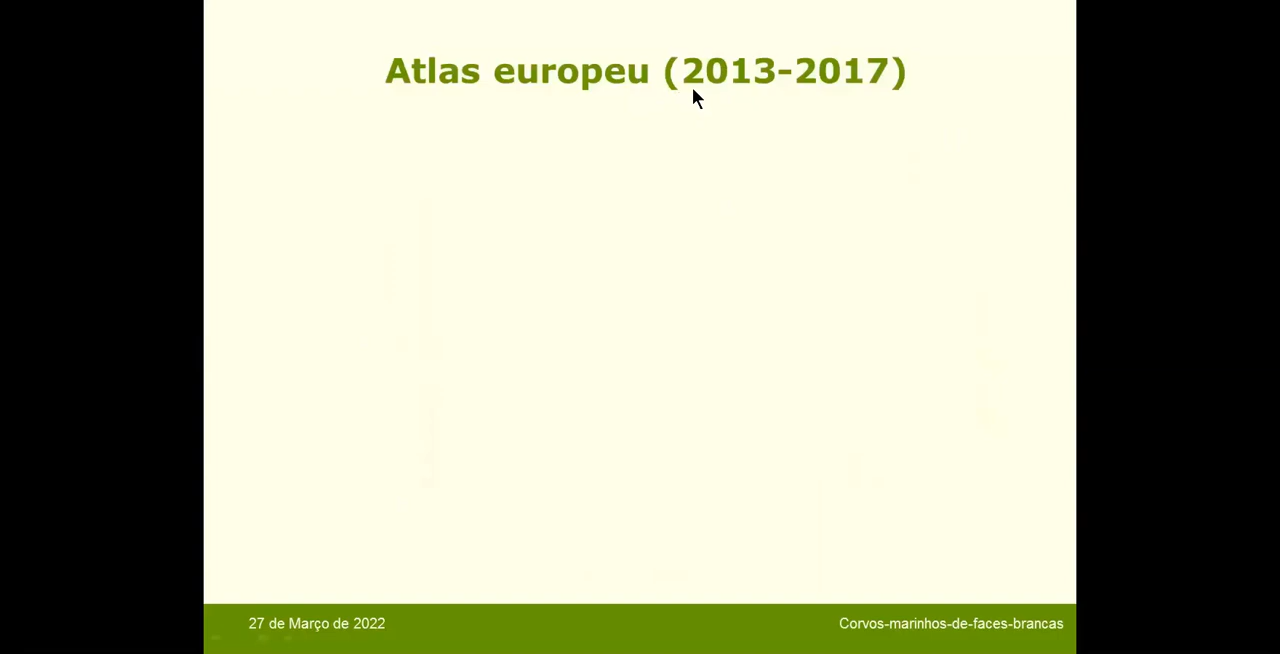 Atlas europeu (2013-2017)
27 de Março de 2022
Corvos-marinhos-de-faces-brancas